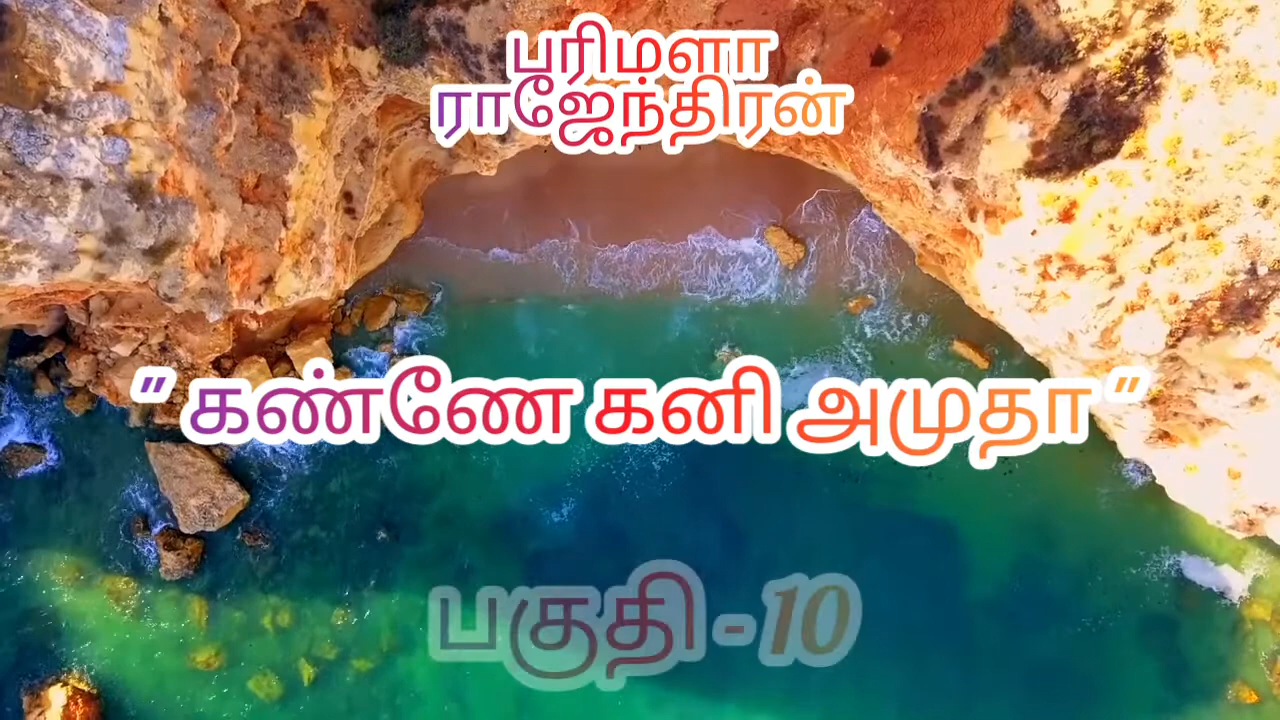 பரிமளா
ராஜேந்திரன்
" கண்ணே கனி அமுதா "
பகுதி - 10